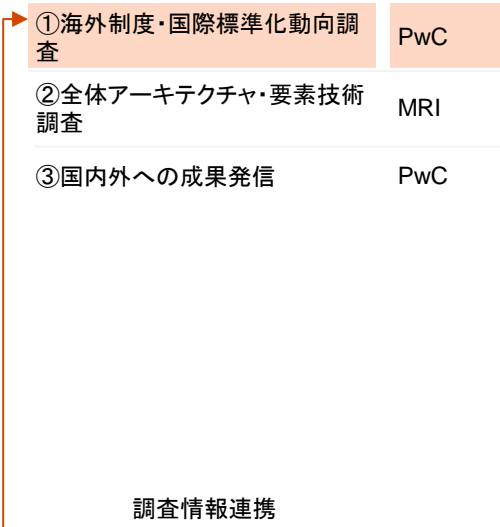 ①海外制度・国際標準化動向調
査
PwC
②全体アーキテクチャ・要素技術
調査
MRI
③国内外への成果発信
PwC
調査情報連携